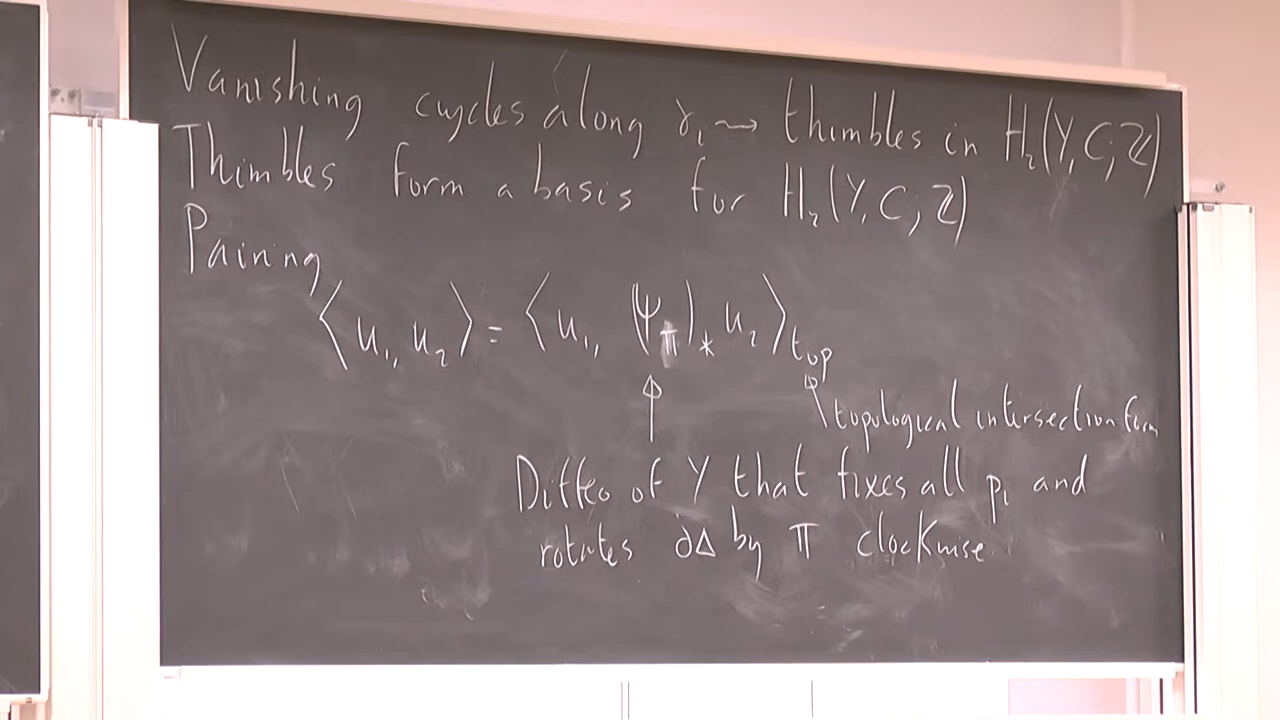 Vanishing cycles along γᵢ ⇝ thimbles in H₂(Y, C; ℤ)
Thimbles form a basis for H₂(Y, C; ℤ)
Pairing
⟨u₁, u₂⟩ = ⟨u₁, (ψ_π)_* u₂⟩_top
topological intersection form
Diffeo of Y that fixes all pᵢ and
rotates ∂Δ by π clockwise